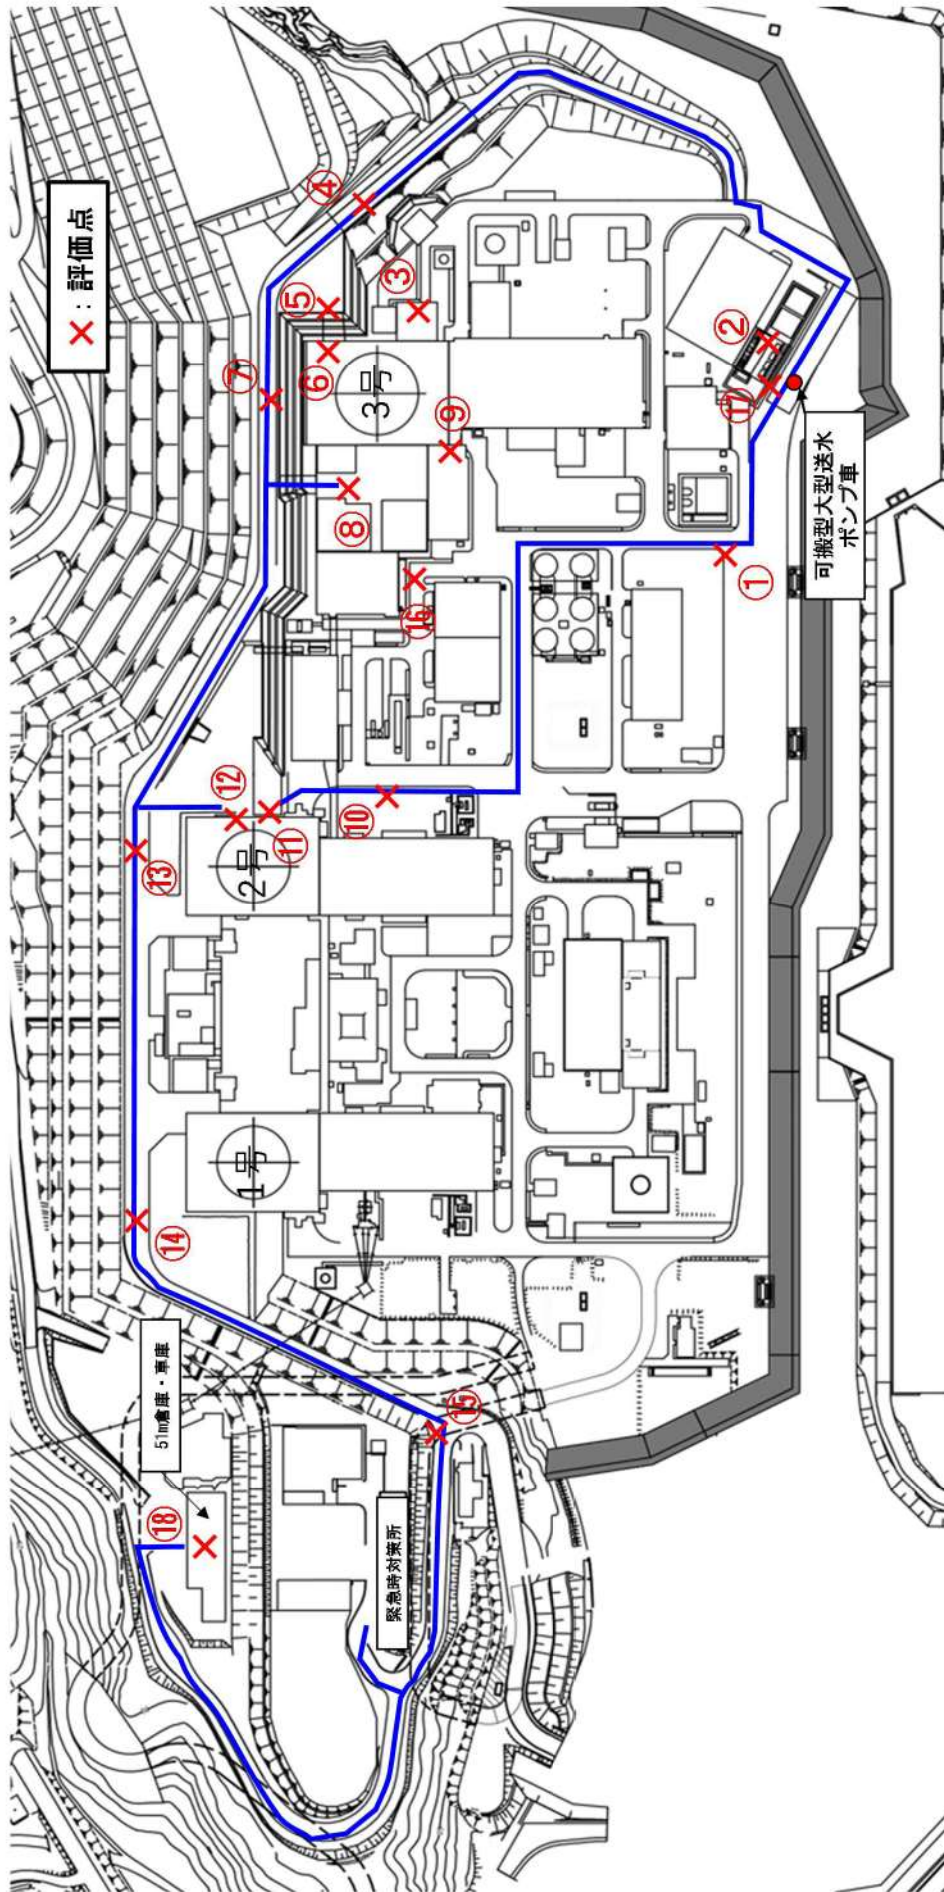 ×：評価点
④
⑤
③
⑦
⑥
3号
②
⑰
⑨
⑧
可搬型大型送水
ポンプ車
①
⑯
⑫
⑪
⑩
2号
⑬
1号
⑭
51m倉庫・車庫
⑮
⑱
緊急時対策所